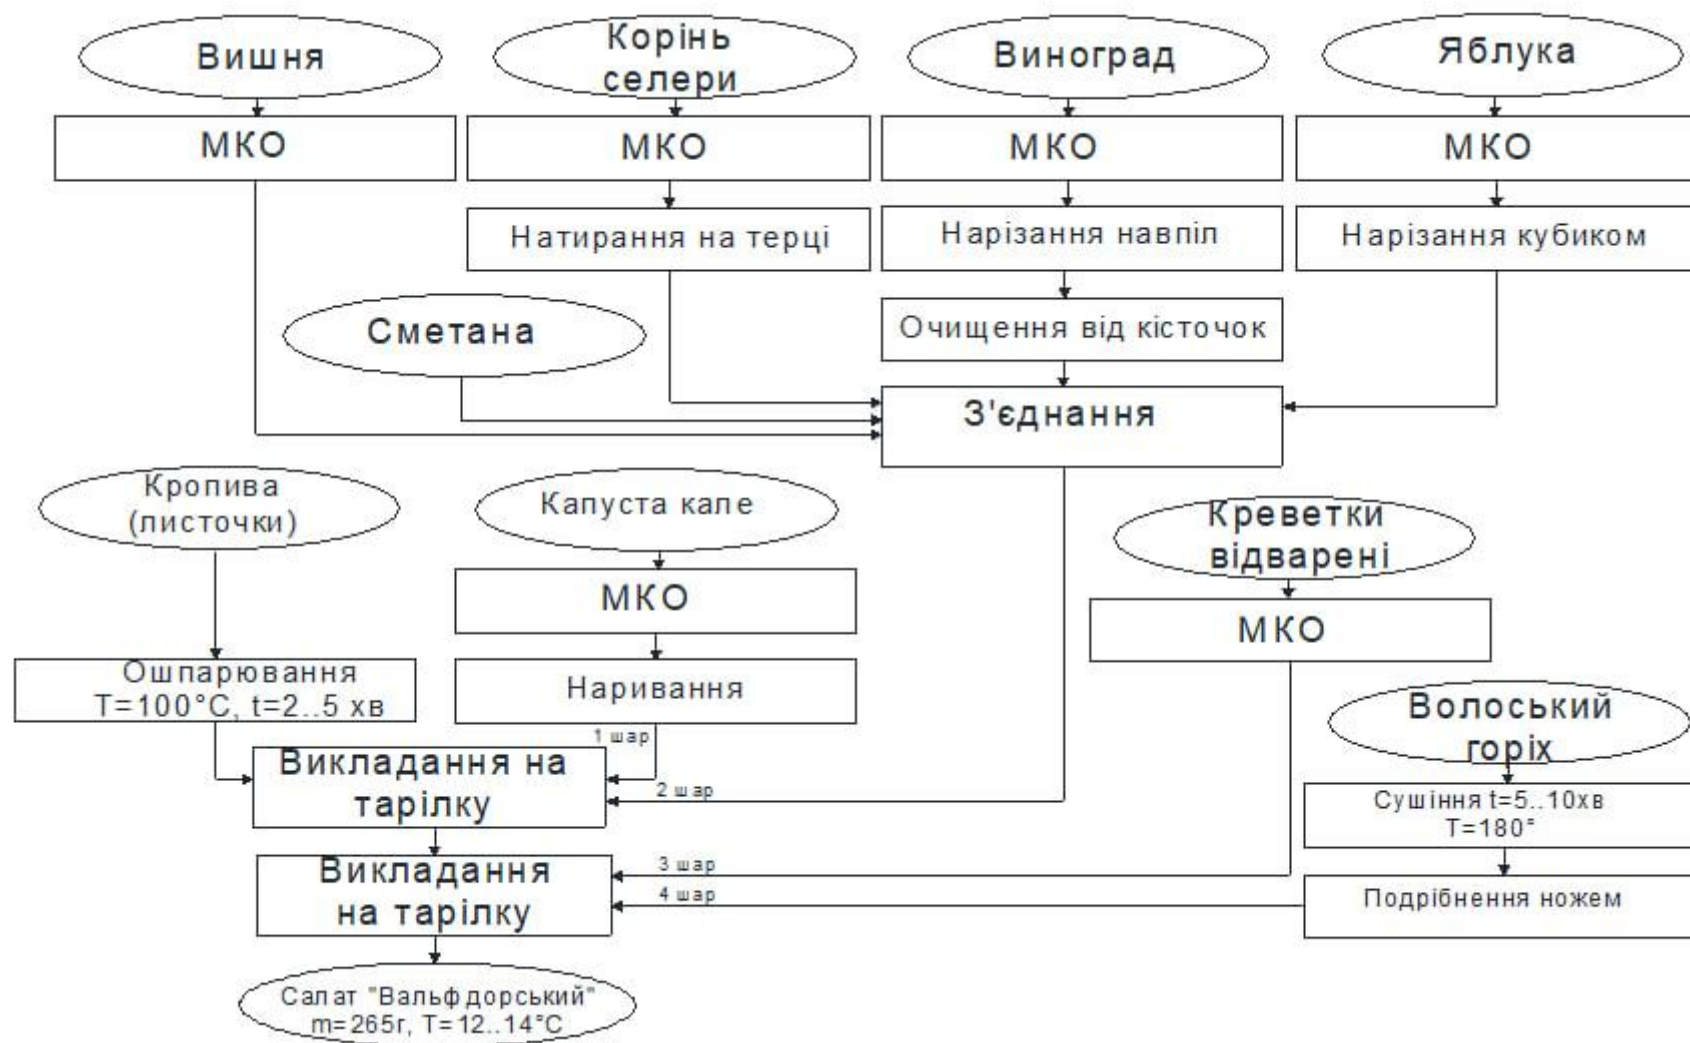 Вишня
Корінь
селери
Виноград
Яблука
МКО
МКО
МКО
МКО
Натирання на терці
Нарізання навпіл
Нарізання кубиком
Сметана
Очищення від кісточок
З'єднання
Кропива
(листочки)
Капуста кале
Креветки
відварені
МКО
МКО
Ошпарювання
T=100°C, t=2..5 хв
Наривання
Волоський
горіх
1 шар
Викладання на
тарілку
2 шар
Сушіння t=5..10хв
T=180°
Викладання
на тарілку
3 шар
4 шар
Подрібнення ножем
Салат "Вальфдорський"
m=265г, T=12..14°C